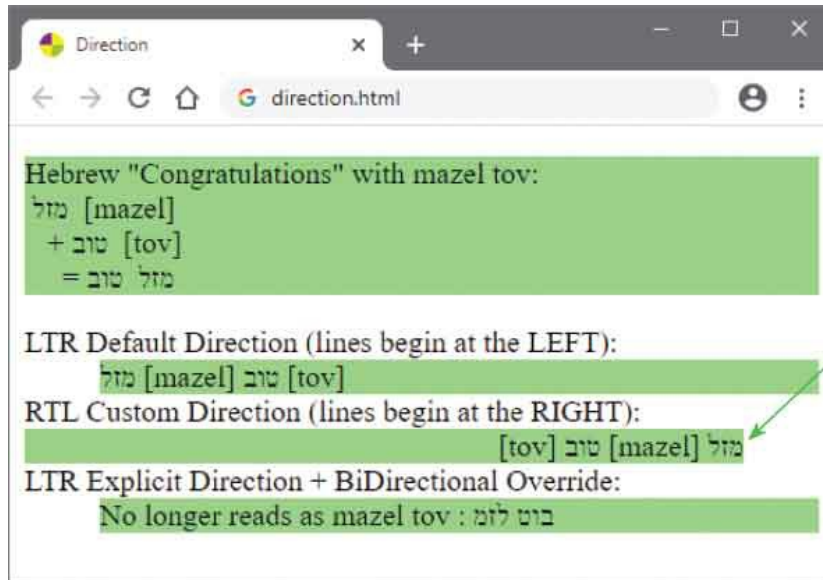 Direction
direction.html
Hebrew "Congratulations" with mazel tov:
מזל [mazel]
+ טוב [tov]
= מזל טוב
LTR Default Direction (lines begin at the LEFT):
מזל [mazel] טוב [tov]
RTL Custom Direction (lines begin at the RIGHT):
מזל [mazel] טוב [tov]
LTR Explicit Direction + BiDirectional Override:
No longer reads as mazel tov : בוט לזמ